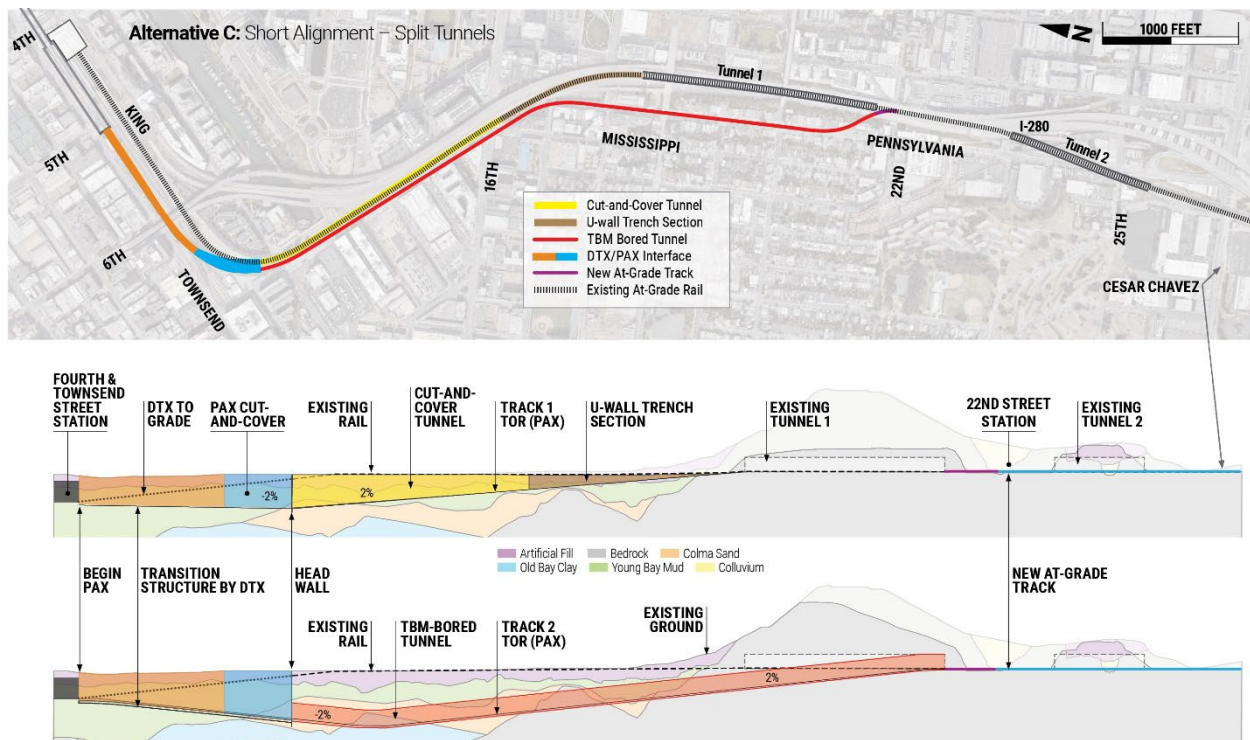 Alternative C: Short Alignment – Split Tunnels
N
1000 FEET
4TH
KING
5TH
6TH
TOWNSEND
16TH
MISSISSIPPI
Tunnel 1
PENNSYLVANIA
22ND
I-280
Tunnel 2
25TH
CESAR CHAVEZ
Cut-and-Cover Tunnel
U-wall Trench Section
TBM Bored Tunnel
DTX/PAX Interface
New At-Grade Track
Existing At-Grade Rail
FOURTH &
TOWNSEND
STREET
STATION
DTX TO
GRADE
PAX CUT-
AND-COVER
EXISTING
RAIL
CUT-AND-
COVER
TUNNEL
TRACK 1
TOR (PAX)
U-WALL TRENCH
SECTION
EXISTING
TUNNEL 1
22ND STREET
STATION
EXISTING
TUNNEL 2
-2%
2%
Artificial Fill
Bedrock
Colma Sand
Old Bay Clay
Young Bay Mud
Colluvium
BEGIN
PAX
TRANSITION
STRUCTURE BY DTX
HEAD
WALL
NEW AT-GRADE
TRACK
EXISTING
RAIL
TBM-BORED
TUNNEL
TRACK 2
TOR (PAX)
EXISTING
GROUND
-2%
2%